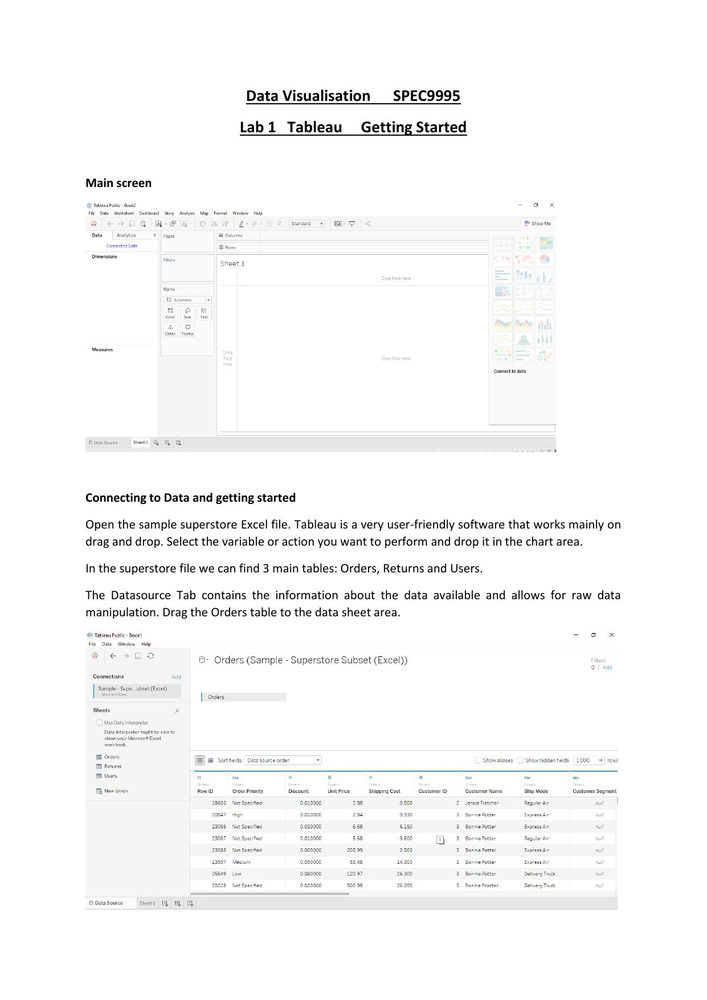 Data Visualisation SPEC9995
Lab 1 Tableau Getting Started
Main screen
Tableau Public - Book2
File Data Worksheet Dashboard Story Analysis Map Format Window Help
Standard
Show Me
Data Analytics
Connect to Data
Dimensions
Measures
Pages
Filters
Marks
Automatic
Color Size Text
Detail Tooltip
Columns
Rows
Sheet 1
Drop field here
Drop
field
here
Drop field here
Connect to data
Data Source Sheet 1
Connecting to Data and getting started
Open the sample superstore Excel file. Tableau is a very user-friendly software that works mainly on
drag and drop. Select the variable or action you want to perform and drop it in the chart area.
In the superstore file we can find 3 main tables: Orders, Returns and Users.
The Datasource Tab contains the information about the data available and allows for raw data
manipulation. Drag the Orders table to the data sheet area.
Tableau Public - Book1
File Data Window Help
Connections Add
Sample - Supe...ubset (Excel)
Microsoft Excel
Sheets
Use Data Interpreter
Data Interpreter might be able to
clean your Microsoft Excel
workbook.
Orders
Returns
Users
New Union
Orders (Sample - Superstore Subset (Excel))
Filters
0 | Add
Orders
Sort fields Data source order Show aliases Show hidden fields 1,000 rows
# Abc # # # # Abc Abc Abc
Orders Orders Orders Orders Orders Orders Orders Orders Orders
Row ID Order Priority Discount Unit Price Shipping Cost Customer ID Customer Name Ship Mode Customer Segment
18606 Not Specified 0.010000 2.88 0.500 2 Janice Fletcher Regular Air null
20847 High 0.010000 2.84 0.930 3 Bonnie Potter Express Air null
23086 Not Specified 0.030000 6.68 6.150 3 Bonnie Potter Express Air null
23087 Not Specified 0.010000 5.68 3.600 3 3 Bonnie Potter Regular Air null
23088 Not Specified 0.000000 205.99 2.500 3 Bonnie Potter Express Air null
23597 Medium 0.090000 55.48 14.300 3 Bonnie Potter Express Air null
25549 Low 0.080000 120.97 26.300 3 Bonnie Potter Delivery Truck null
20228 Not Specified 0.020000 500.98 26.000 5 Ronnie Proctor Delivery Truck null
Data Source Sheet 1